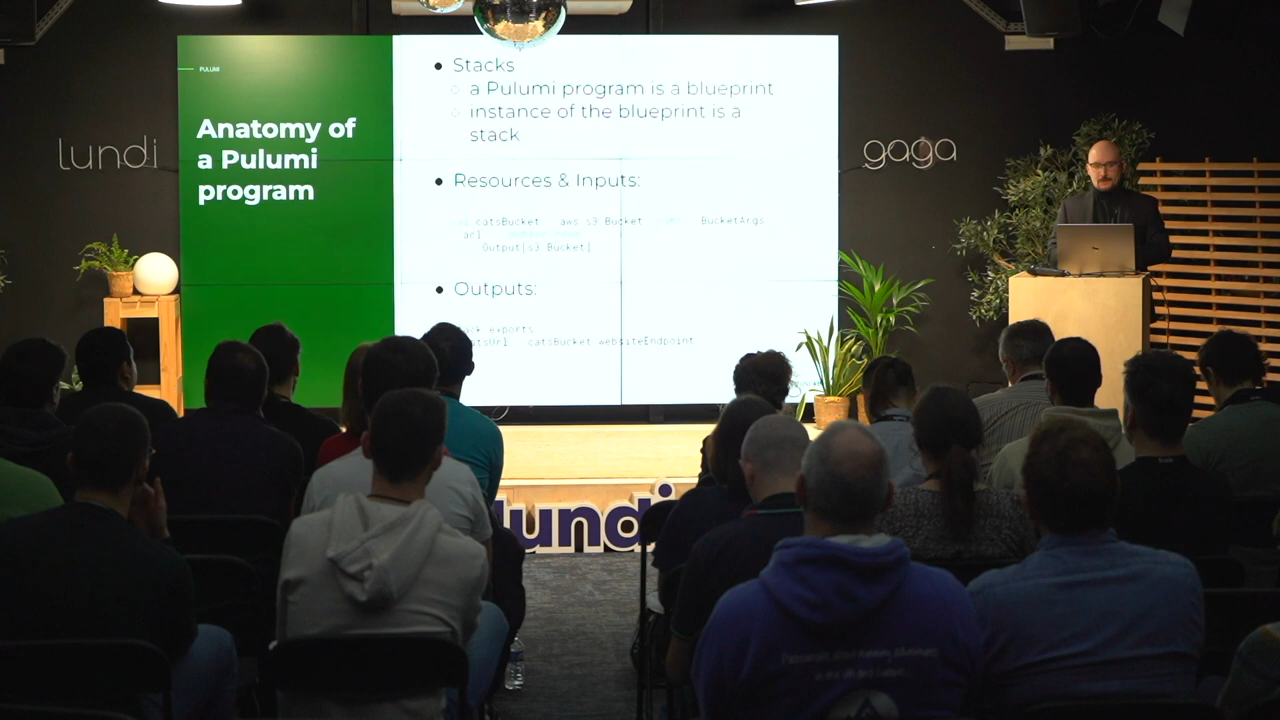 PULUMI
Anatomy of
a Pulumi
program
Stacks
a Pulumi program is a blueprint
instance of the blueprint is a
stack
Resources & Inputs:
catsBucket aws s3 Bucket BucketArgs
acl
Output[s3 Bucket]
Outputs:
exports
catsBucket websiteEndpoint
lundi
gaga
lundi